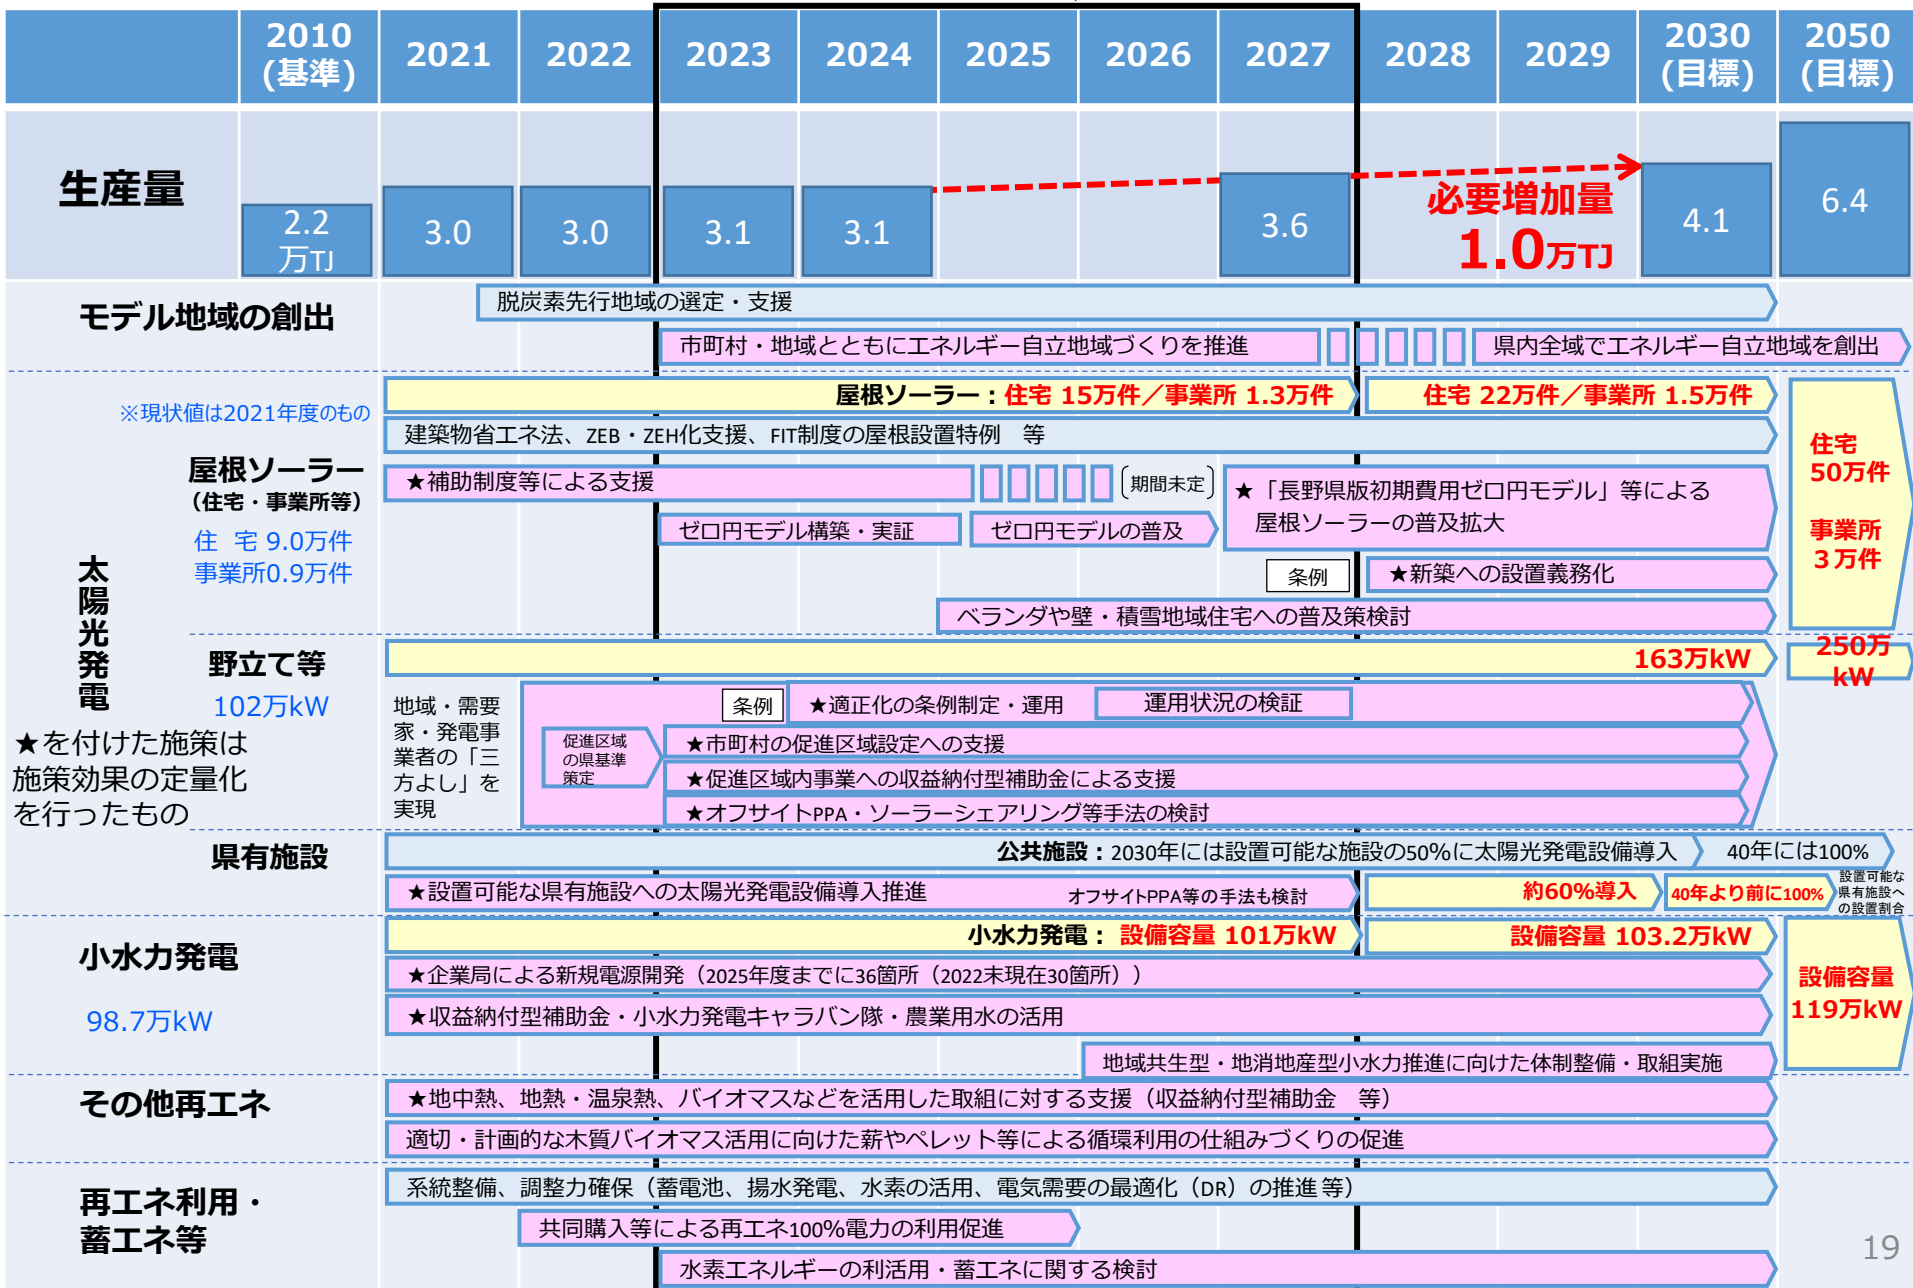 2010
(基準)
2021
2022
2023
2024
2025
2026
2027
2028
2029
2030
(目標)
2050
(目標)
生産量
2.2
万TJ
3.0
3.0
3.1
3.1
3.6
必要増加量
1.0万TJ
4.1
6.4
モデル地域の創出
脱炭素先行地域の選定・支援
市町村・地域とともにエネルギー自立地域づくりを推進
県内全域でエネルギー自立地域を創出
太陽光発電
※現状値は2021年度のもの
屋根ソーラー
(住宅・事業所等)
住 宅 9.0万件
事業所0.9万件
屋根ソーラー：住宅 15万件／事業所 1.3万件
住宅 22万件／事業所 1.5万件
住宅
50万件
事業所
３万件
建築物省エネ法、ZEB・ZEH化支援、FIT制度の屋根設置特例　等
★補助制度等による支援
(期間未定)
★「長野県版初期費用ゼロ円モデル」等による
屋根ソーラーの普及拡大
ゼロ円モデル構築・実証
ゼロ円モデルの普及
条例
★新築への設置義務化
ベランダや壁・積雪地域住宅への普及策検討
野立て等
102万kW
163万kW
250万
kW
地域・需要
家・発電事
業者の「三
方よし」を
実現
促進区域
の県基準
策定
条例
★適正化の条例制定・運用
運用状況の検証
★市町村の促進区域設定への支援
★促進区域内事業への収益納付型補助金による支援
★オフサイトPPA・ソーラーシェアリング等手法の検討
★を付けた施策は
施策効果の定量化
を行ったもの
県有施設
公共施設：2030年には設置可能な施設の50%に太陽光発電設備導入
40年には100%
★設置可能な県有施設への太陽光発電設備導入推進
オフサイトPPA等の手法も検討
約60%導入
40年より前に100%
設置可能な
県有施設へ
の設置割合
小水力発電
98.7万kW
小水力発電： 設備容量 101万kW
設備容量 103.2万kW
設備容量
119万kW
★企業局による新規電源開発（2025年度までに36箇所（2022末現在30箇所））
★収益納付型補助金・小水力発電キャラバン隊・農業用水の活用
地域共生型・地消地産型小水力推進に向けた体制整備・取組実施
その他再エネ
★地中熱、地熱・温泉熱、バイオマスなどを活用した取組に対する支援（収益納付型補助金　等）
適切・計画的な木質バイオマス活用に向けた薪やペレット等による循環利用の仕組みづくりの促進
再エネ利用・
蓄エネ等
系統整備、調整力確保（蓄電池、揚水発電、水素の活用、電気需要の最適化（DR）の推進等）
共同購入等による再エネ100%電力の利用促進
水素エネルギーの利活用・蓄エネに関する検討
19